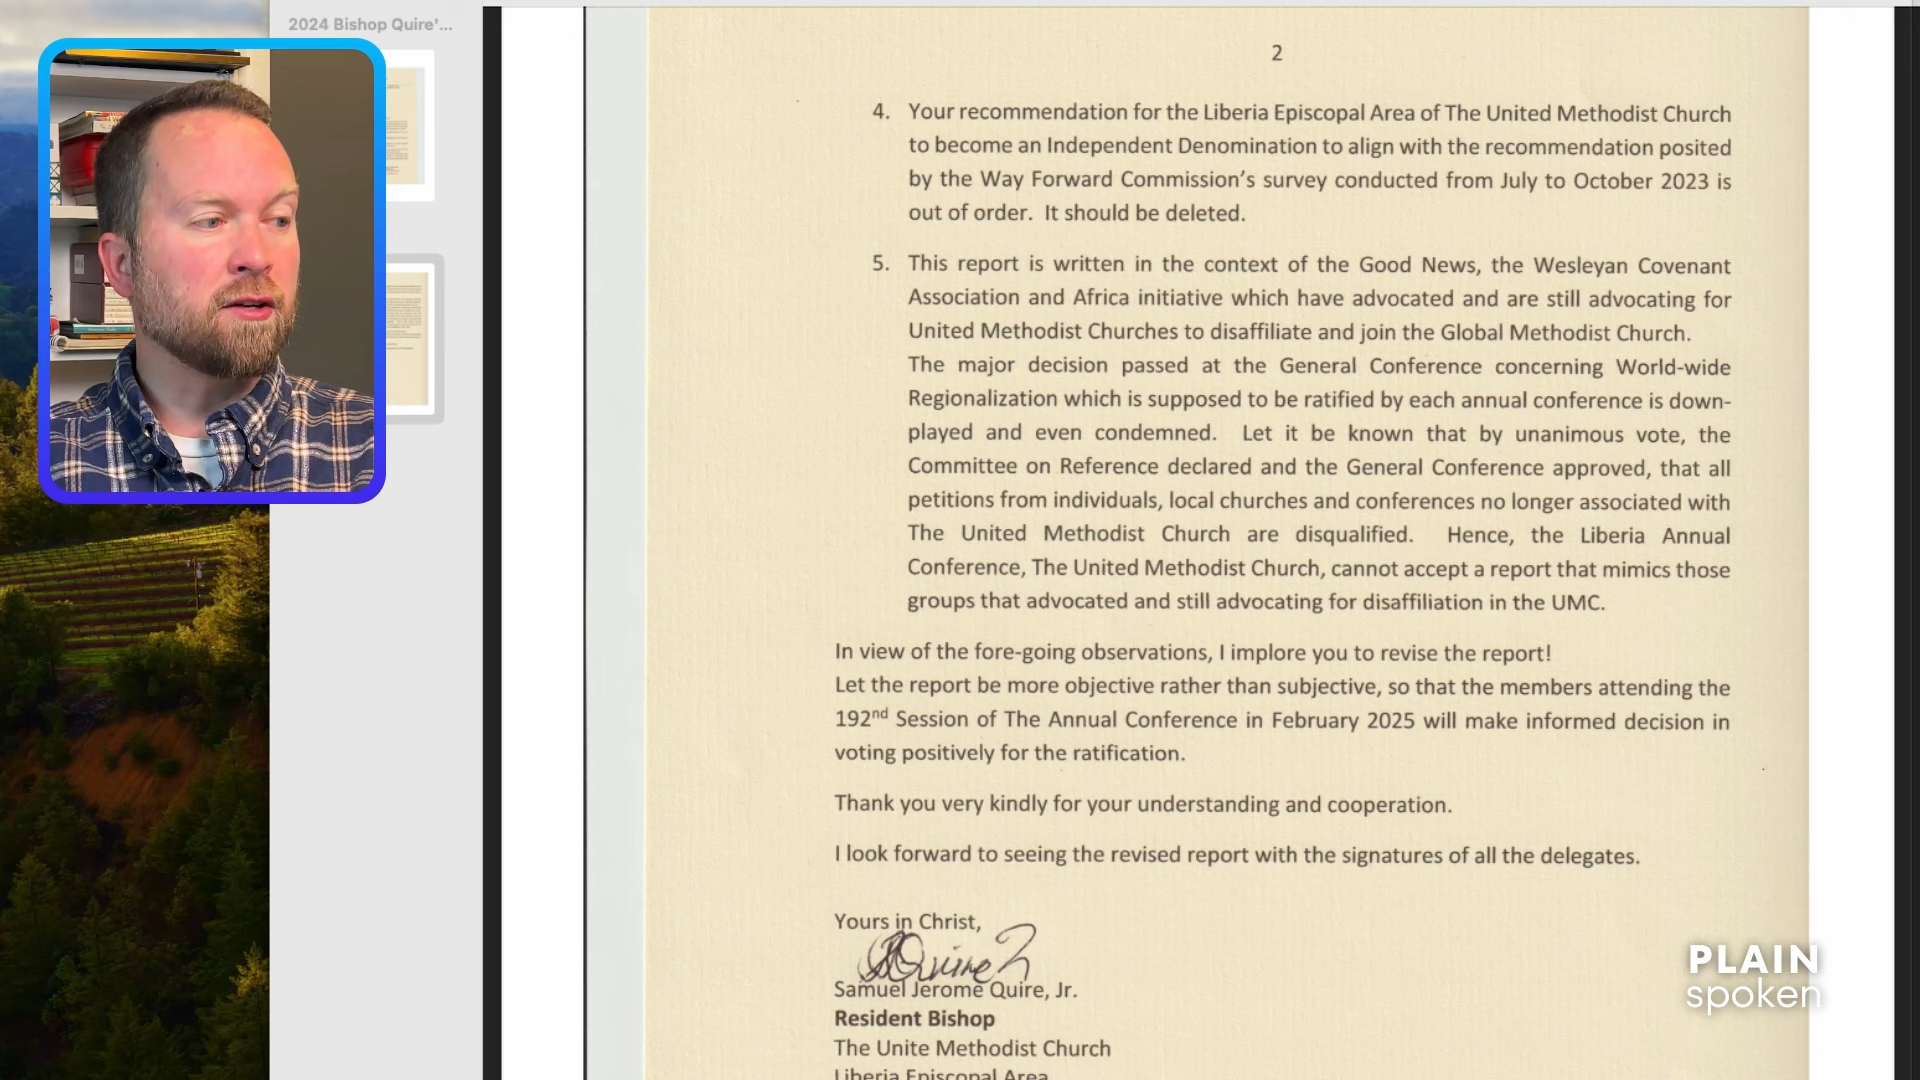 2024 Bishop Quire'...
2
4. Your recommendation for the Liberia Episcopal Area of The United Methodist Church
to become an Independent Denomination to align with the recommendation posited
by the Way Forward Commission's survey conducted from July to October 2023 is
out of order. It should be deleted.
5. This report is written in the context of the Good News, the Wesleyan Covenant
Association and Africa initiative which have advocated and are still advocating for
United Methodist Churches to disaffiliate and join the Global Methodist Church.
The major decision passed at the General Conference concerning World-wide
Regionalization which is supposed to be ratified by each annual conference is down-
played and even condemned. Let it be known that by unanimous vote, the
Committee on Reference declared and the General Conference approved, that all
petitions from individuals, local churches and conferences no longer associated with
The United Methodist Church are disqualified. Hence, the Liberia Annual
Conference, The United Methodist Church, cannot accept a report that mimics those
groups that advocated and still advocating for disaffiliation in the UMC.
In view of the fore-going observations, I implore you to revise the report!
Let the report be more objective rather than subjective, so that the members attending the
192nd Session of The Annual Conference in February 2025 will make informed decision in
voting positively for the ratification.
Thank you very kindly for your understanding and cooperation.
I look forward to seeing the revised report with the signatures of all the delegates.
Yours in Christ,
SQuire Jr
Samuel Jerome Quire, Jr.
Resident Bishop
The Unite Methodist Church
Liberia Episcopal Area
PLAIN
spoken